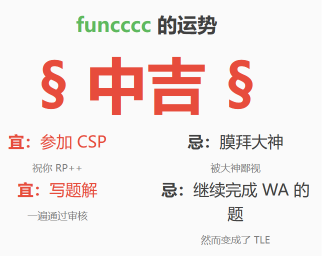 funcccc 的运势
§ 中吉 §
宜：参加 CSP
祝你 RP++
忌：膜拜大神
被大神鄙视
宜：写题解
一遍通过审核
忌：继续完成 WA 的
题
然而变成了 TLE